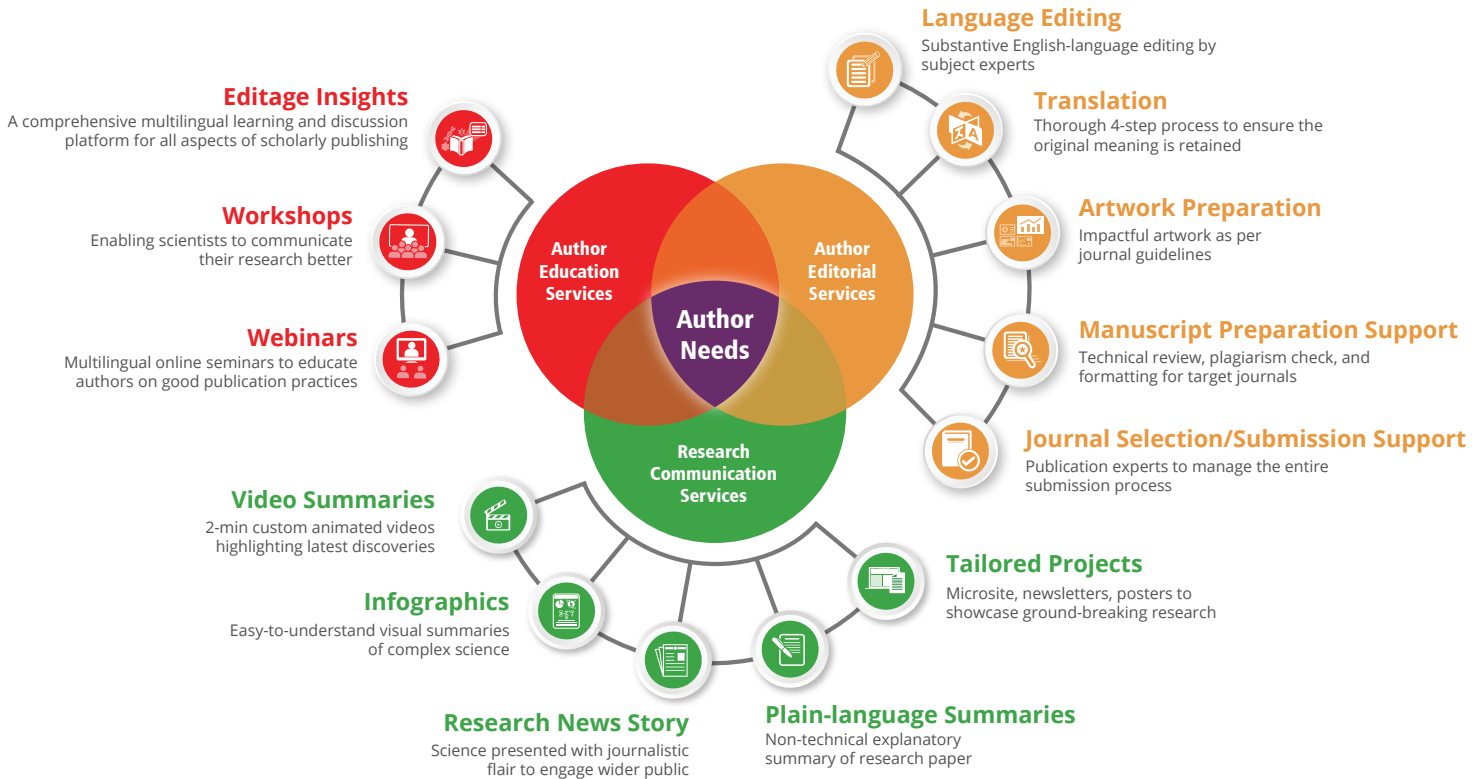 Language Editing
Substantive English-language editing by
subject experts
Translation
Thorough 4-step process to ensure the
original meaning is retained
Artwork Preparation
Impactful artwork as per
journal guidelines
Manuscript Preparation Support
Technical review, plagiarism check, and
formatting for target journals
Journal Selection/Submission Support
Publication experts to manage the entire
submission process
Editage Insights
A comprehensive multilingual learning and discussion
platform for all aspects of scholarly publishing
Workshops
Enabling scientists to communicate
their research better
Webinars
Multilingual online seminars to educate
authors on good publication practices
Author
Education
Services
Author
Editorial
Services
Author
Needs
Research
Communication
Services
Video Summaries
2-min custom animated videos
highlighting latest discoveries
Infographics
Easy-to-understand visual summaries
of complex science
Research News Story
Science presented with journalistic
flair to engage wider public
Plain-language Summaries
Non-technical explanatory
summary of research paper
Tailored Projects
Microsite, newsletters, posters to
showcase ground-breaking research